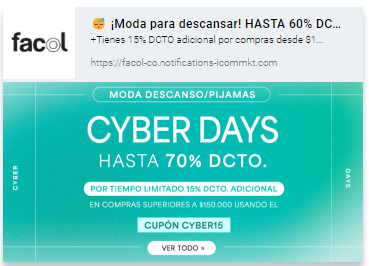 facol
😴 ¡Moda para descansar! HASTA 60% DC...
+Tienes 15% DCTO adicional por compras desde $1...
https://facol-co.notifications-icommkt.com
MODA DESCANSO/PIJAMAS
CYBER DAYS
HASTA 70% DCTO.
POR TIEMPO LIMITADO 15% DCTO. ADICIONAL
EN COMPRAS SUPERIORES A $150.000 USANDO EL
CUPÓN CYBER15
VER TODO »
CYBER
DAYS